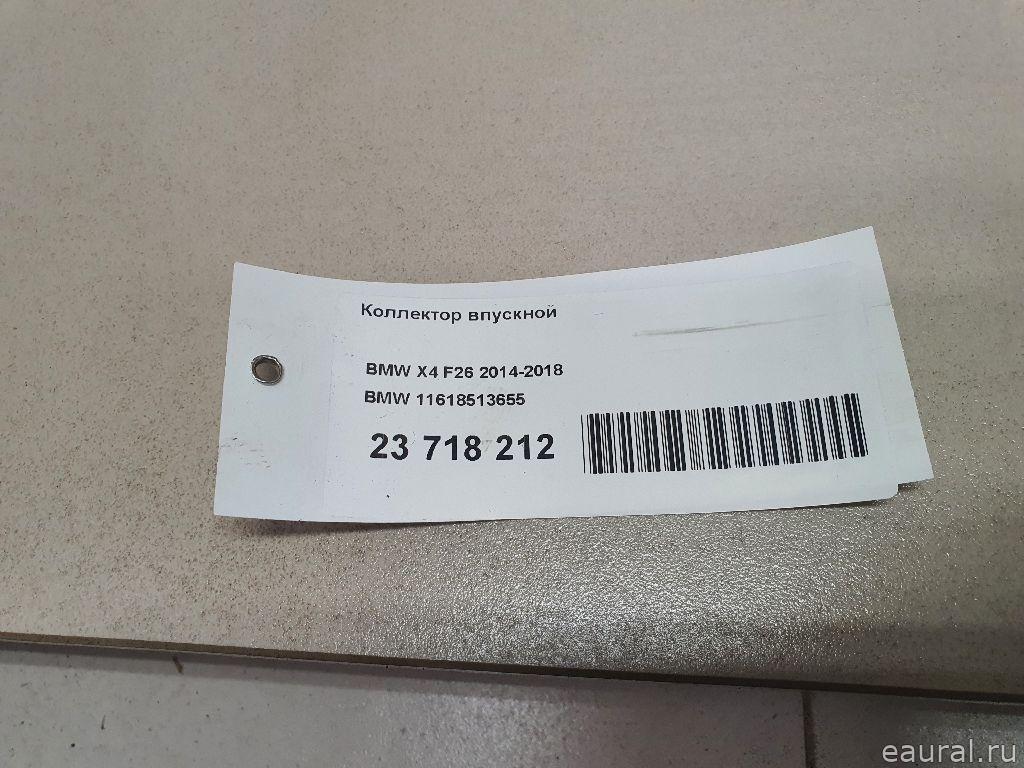 Коллектор впускной
BMW X4 F26 2014-2018
BMW 11618513655
23 718 212
eaural.ru